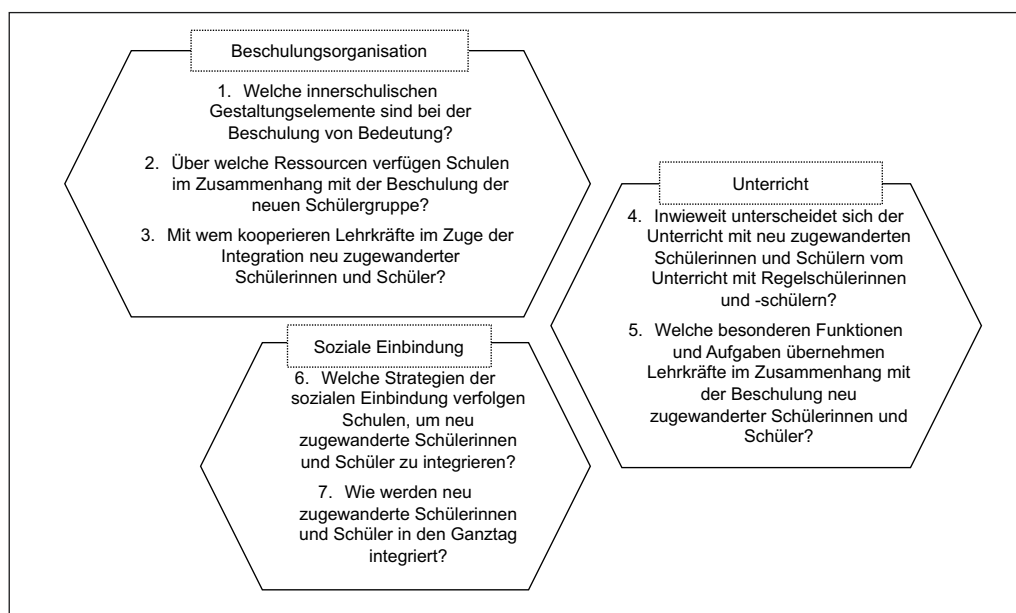 Beschulungsorganisation
1. Welche innerschulischen
Gestaltungselemente sind bei der
Beschulung von Bedeutung?
2. Über welche Ressourcen verfügen Schulen
im Zusammenhang mit der Beschulung der
neuen Schülergruppe?
3. Mit wem kooperieren Lehrkräfte im Zuge der
Integration neu zugewanderter
Schülerinnen und Schüler?
Unterricht
4. Inwieweit unterscheidet sich der
Unterricht mit neu zugewanderten
Schülerinnen und Schülern vom
Unterricht mit Regelschülerinnen
und -schülern?
5. Welche besonderen Funktionen
und Aufgaben übernehmen
Lehrkräfte im Zusammenhang mit
der Beschulung neu
zugewanderter Schülerinnen und
Schüler?
Soziale Einbindung
6. Welche Strategien der
sozialen Einbindung verfolgen
Schulen, um neu
zugewanderte Schülerinnen
und Schüler zu integrieren?
7. Wie werden neu
zugewanderte Schülerinnen
und Schüler in den Ganztag
integriert?